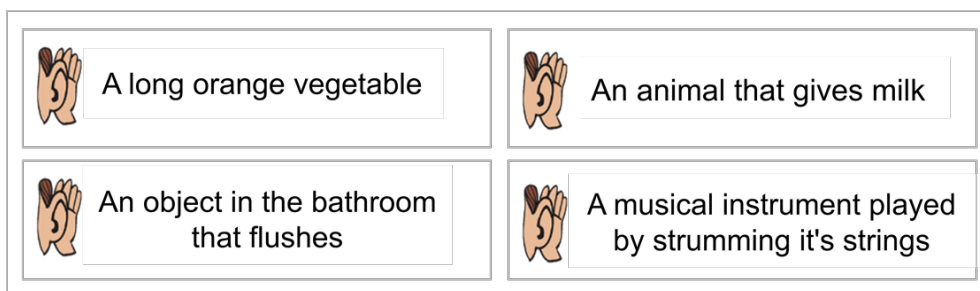 A long orange vegetable
An animal that gives milk
An object in the bathroom
that flushes
A musical instrument played
by strumming it's strings